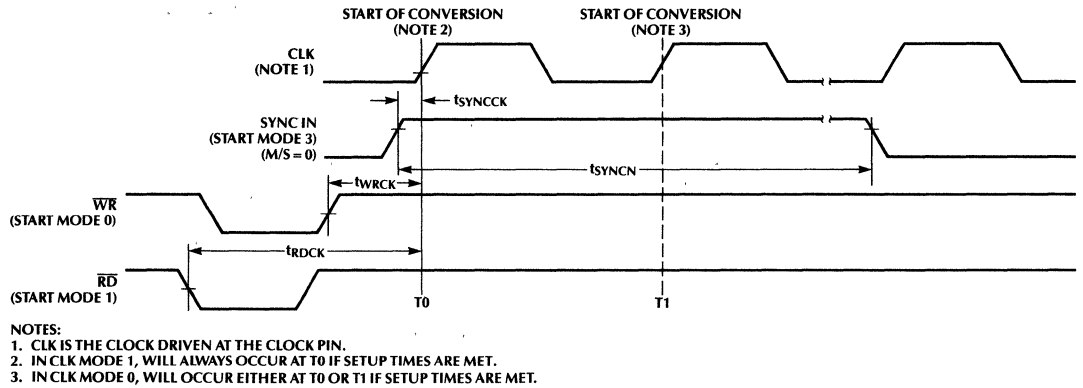 START OF CONVERSION
(NOTE 2)
START OF CONVERSION
(NOTE 3)
CLK
(NOTE 1)
tSYNCCK
SYNC IN
(START MODE 3)
(M/S = 0)
tSYNCN
tWRCK
WR
(START MODE 0)
tRDCK
RD
(START MODE 1)
T0
T1
NOTES:
1. CLK IS THE CLOCK DRIVEN AT THE CLOCK PIN.
2. IN CLK MODE 1, WILL ALWAYS OCCUR AT T0 IF SETUP TIMES ARE MET.
3. IN CLK MODE 0, WILL OCCUR EITHER AT T0 OR T1 IF SETUP TIMES ARE MET.